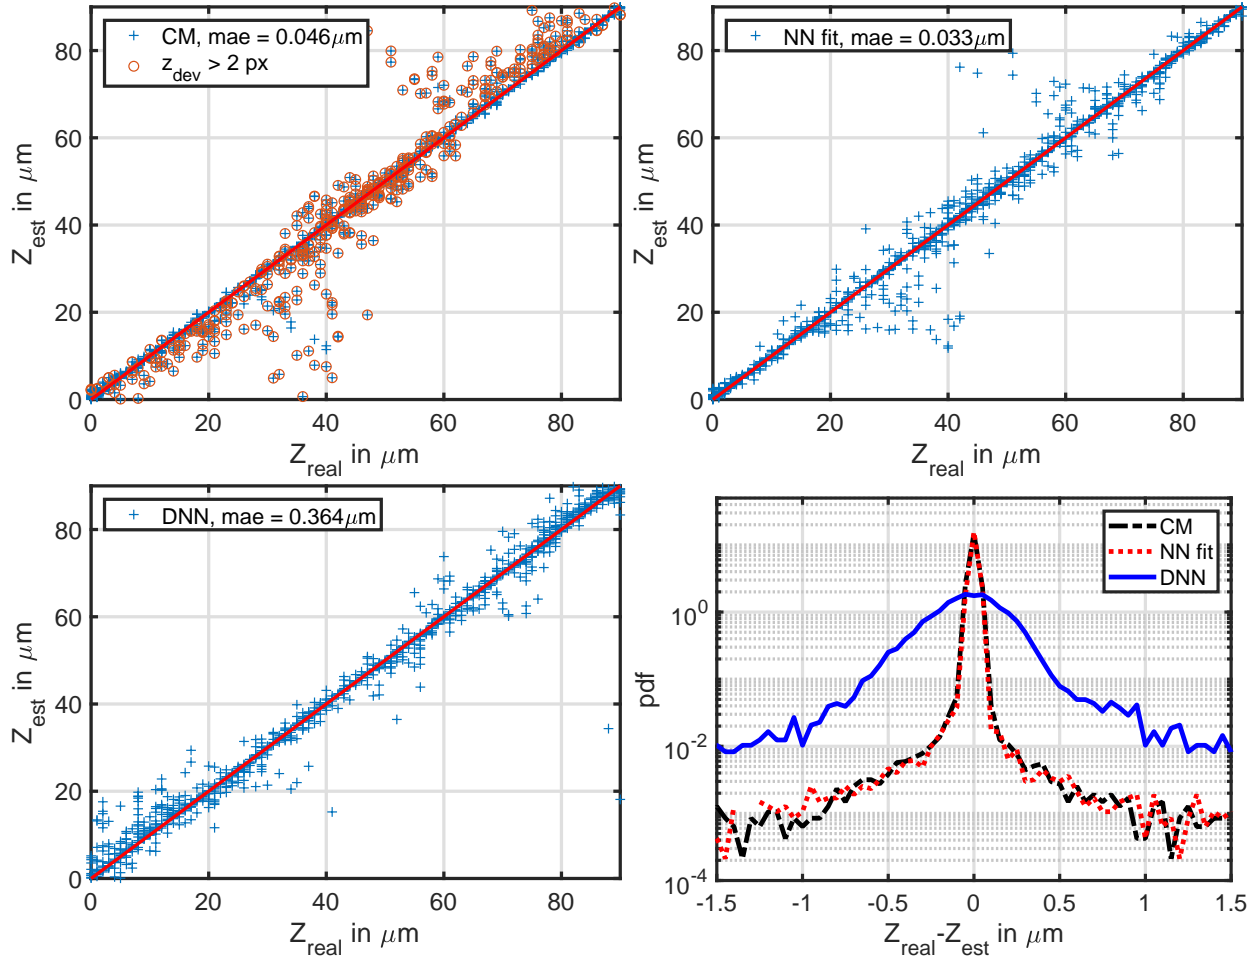 CM, mae = 0.046μm
z_dev > 2 px
80
60
40
20
0
Z_est in μm
0 20 40 60 80
Z_real in μm
NN fit, mae = 0.033μm
80
60
40
20
0
Z_est in μm
0 20 40 60 80
Z_real in μm
DNN, mae = 0.364μm
80
60
40
20
0
Z_est in μm
0 20 40 60 80
Z_real in μm
CM
NN fit
DNN
10^0
10^-2
10^-4
pdf
-1.5 -1 -0.5 0 0.5 1 1.5
Z_real-Z_est in μm